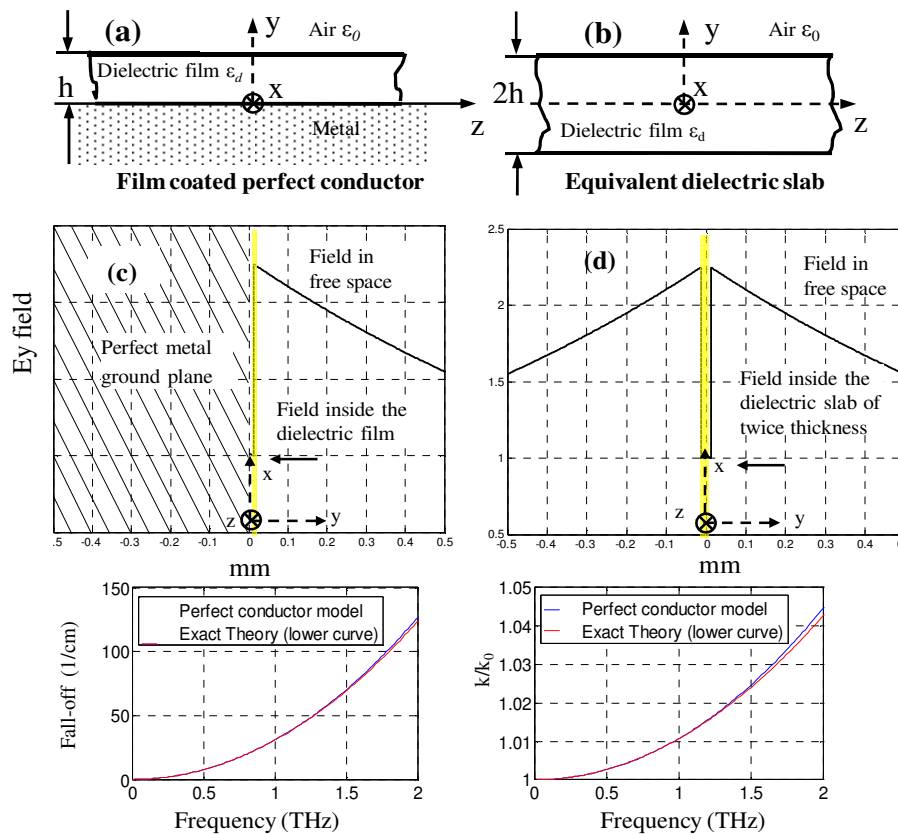 (a)
y
Air ε0
Dielectric film εd
h
x
z
Metal
Film coated perfect conductor
(b)
y
Air ε0
2h
x
z
Dielectric film εd
Equivalent dielectric slab
(c)
Field in
free space
Perfect metal
ground plane
Field inside the
dielectric film
x
z
y
Ey field
.5 -0.4 -0.3 -0.2 -0.1 0 0.1 0.2 0.3 0.4 0.5
mm
(d)
2.5
2
1.5
1
0.5
Field in
free space
Field inside the
dielectric slab of
twice thickness
x
z
y
-0.5 -0.4 -0.3 -0.2 -0.1 0 0.1 0.2 0.3 0.4 0.5
mm
150
100
50
0
Fall-off (1/cm)
Perfect conductor model
Exact Theory (lower curve)
0 0.5 1 1.5 2
Frequency (THz)
1.05
1.04
1.03
1.02
1.01
1
k/k0
Perfect conductor model
Exact Theory (lower curve)
0 0.5 1 1.5 2
Frequency (THz)